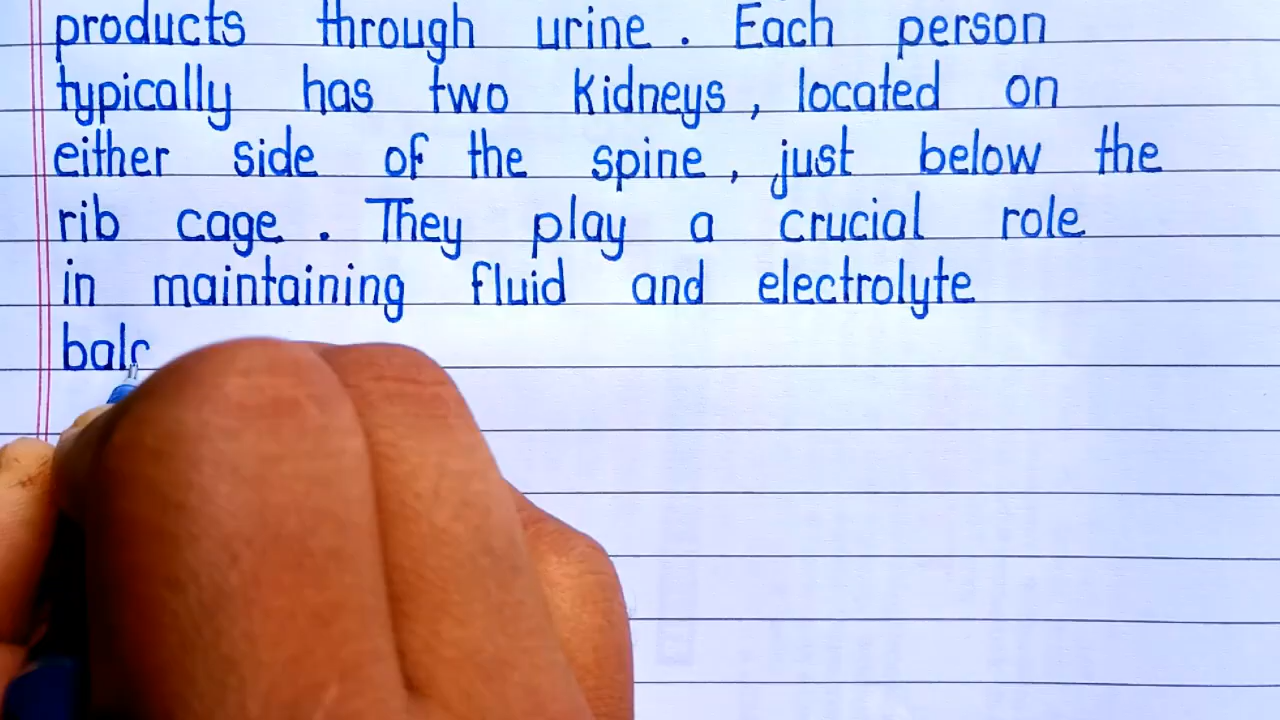 products through urine . Each person
typically has two kidneys , located on
either side of the spine , just below the
rib cage . They play a crucial role
in maintaining fluid and electrolyte